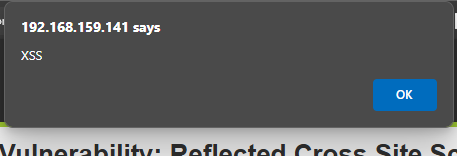 192.168.159.141 says
XSS
OK
Vulnerability: Reflected Cross Site